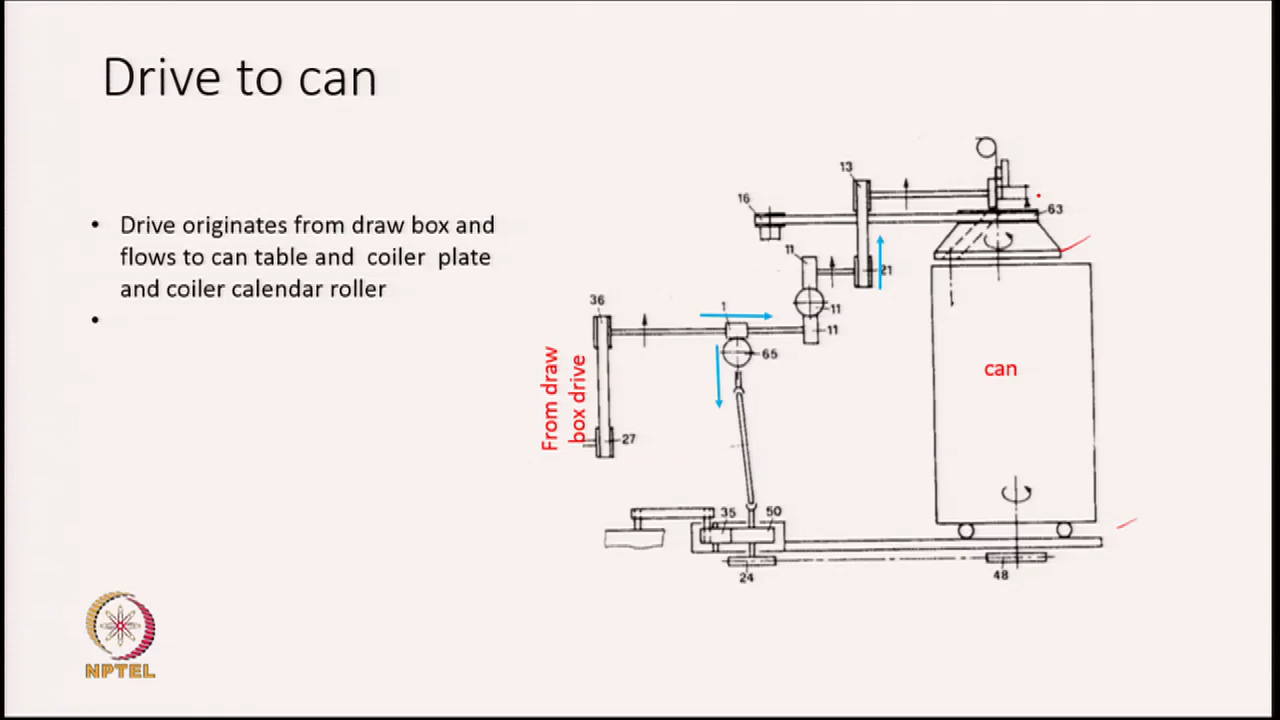 Drive to can
• Drive originates from draw box and
flows to can table and coiler plate
and coiler calendar roller
•
13
16
63
11
21
36
1
11
11
65
From draw
box drive
can
27
35
50
24
48
NPTEL